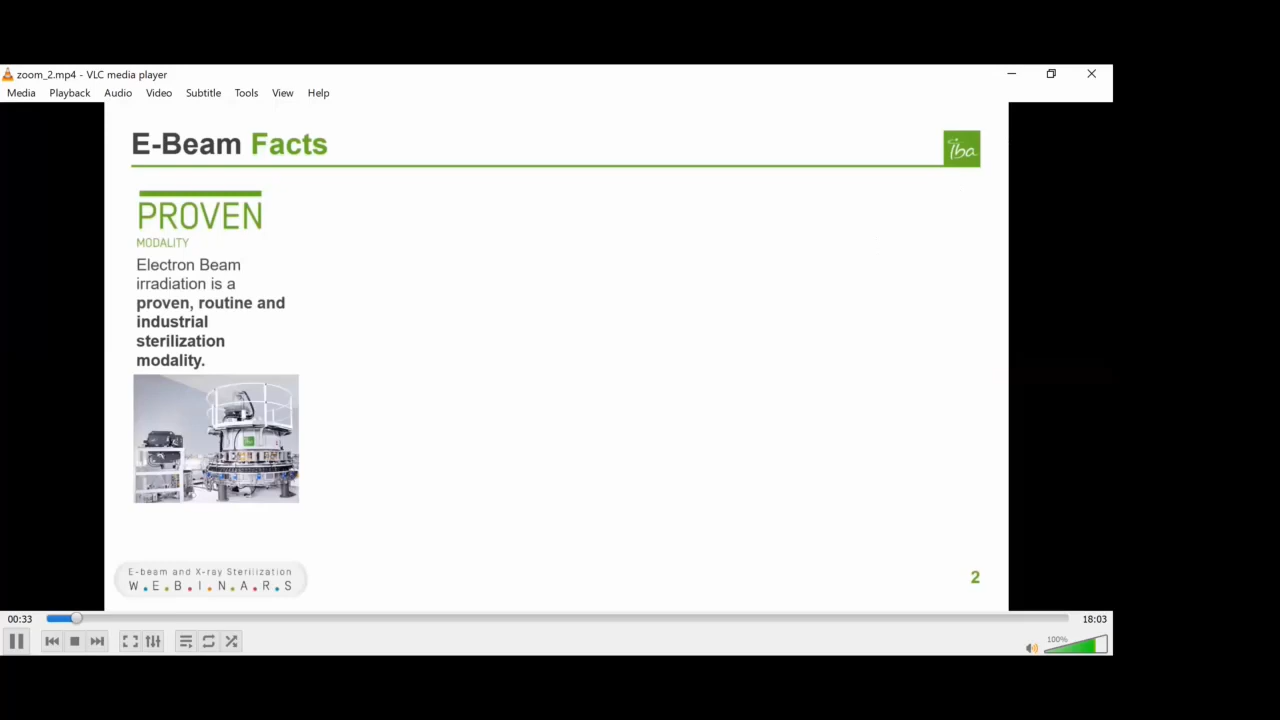 zoom_2.mp4 - VLC media player
Media Playback Audio Video Subtitle Tools View Help
E-Beam Facts
iba
PROVEN
MODALITY
Electron Beam
irradiation is a
proven, routine and
industrial
sterilization
modality.
E-beam and X-ray Sterilization
W.E.B.I.N.A.R.S
2
00:33
18:03
100%